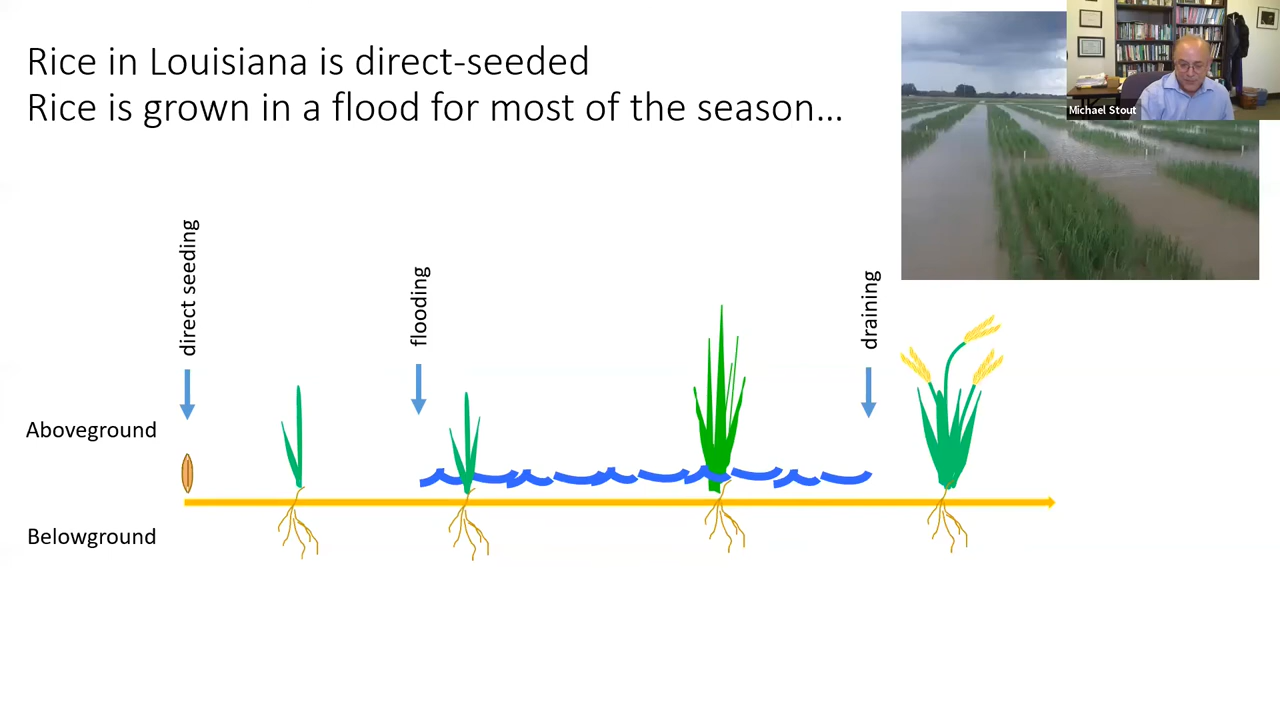 Rice in Louisiana is direct-seeded
Rice is grown in a flood for most of the season...
Michael Stout
direct seeding
flooding
draining
Aboveground
Belowground